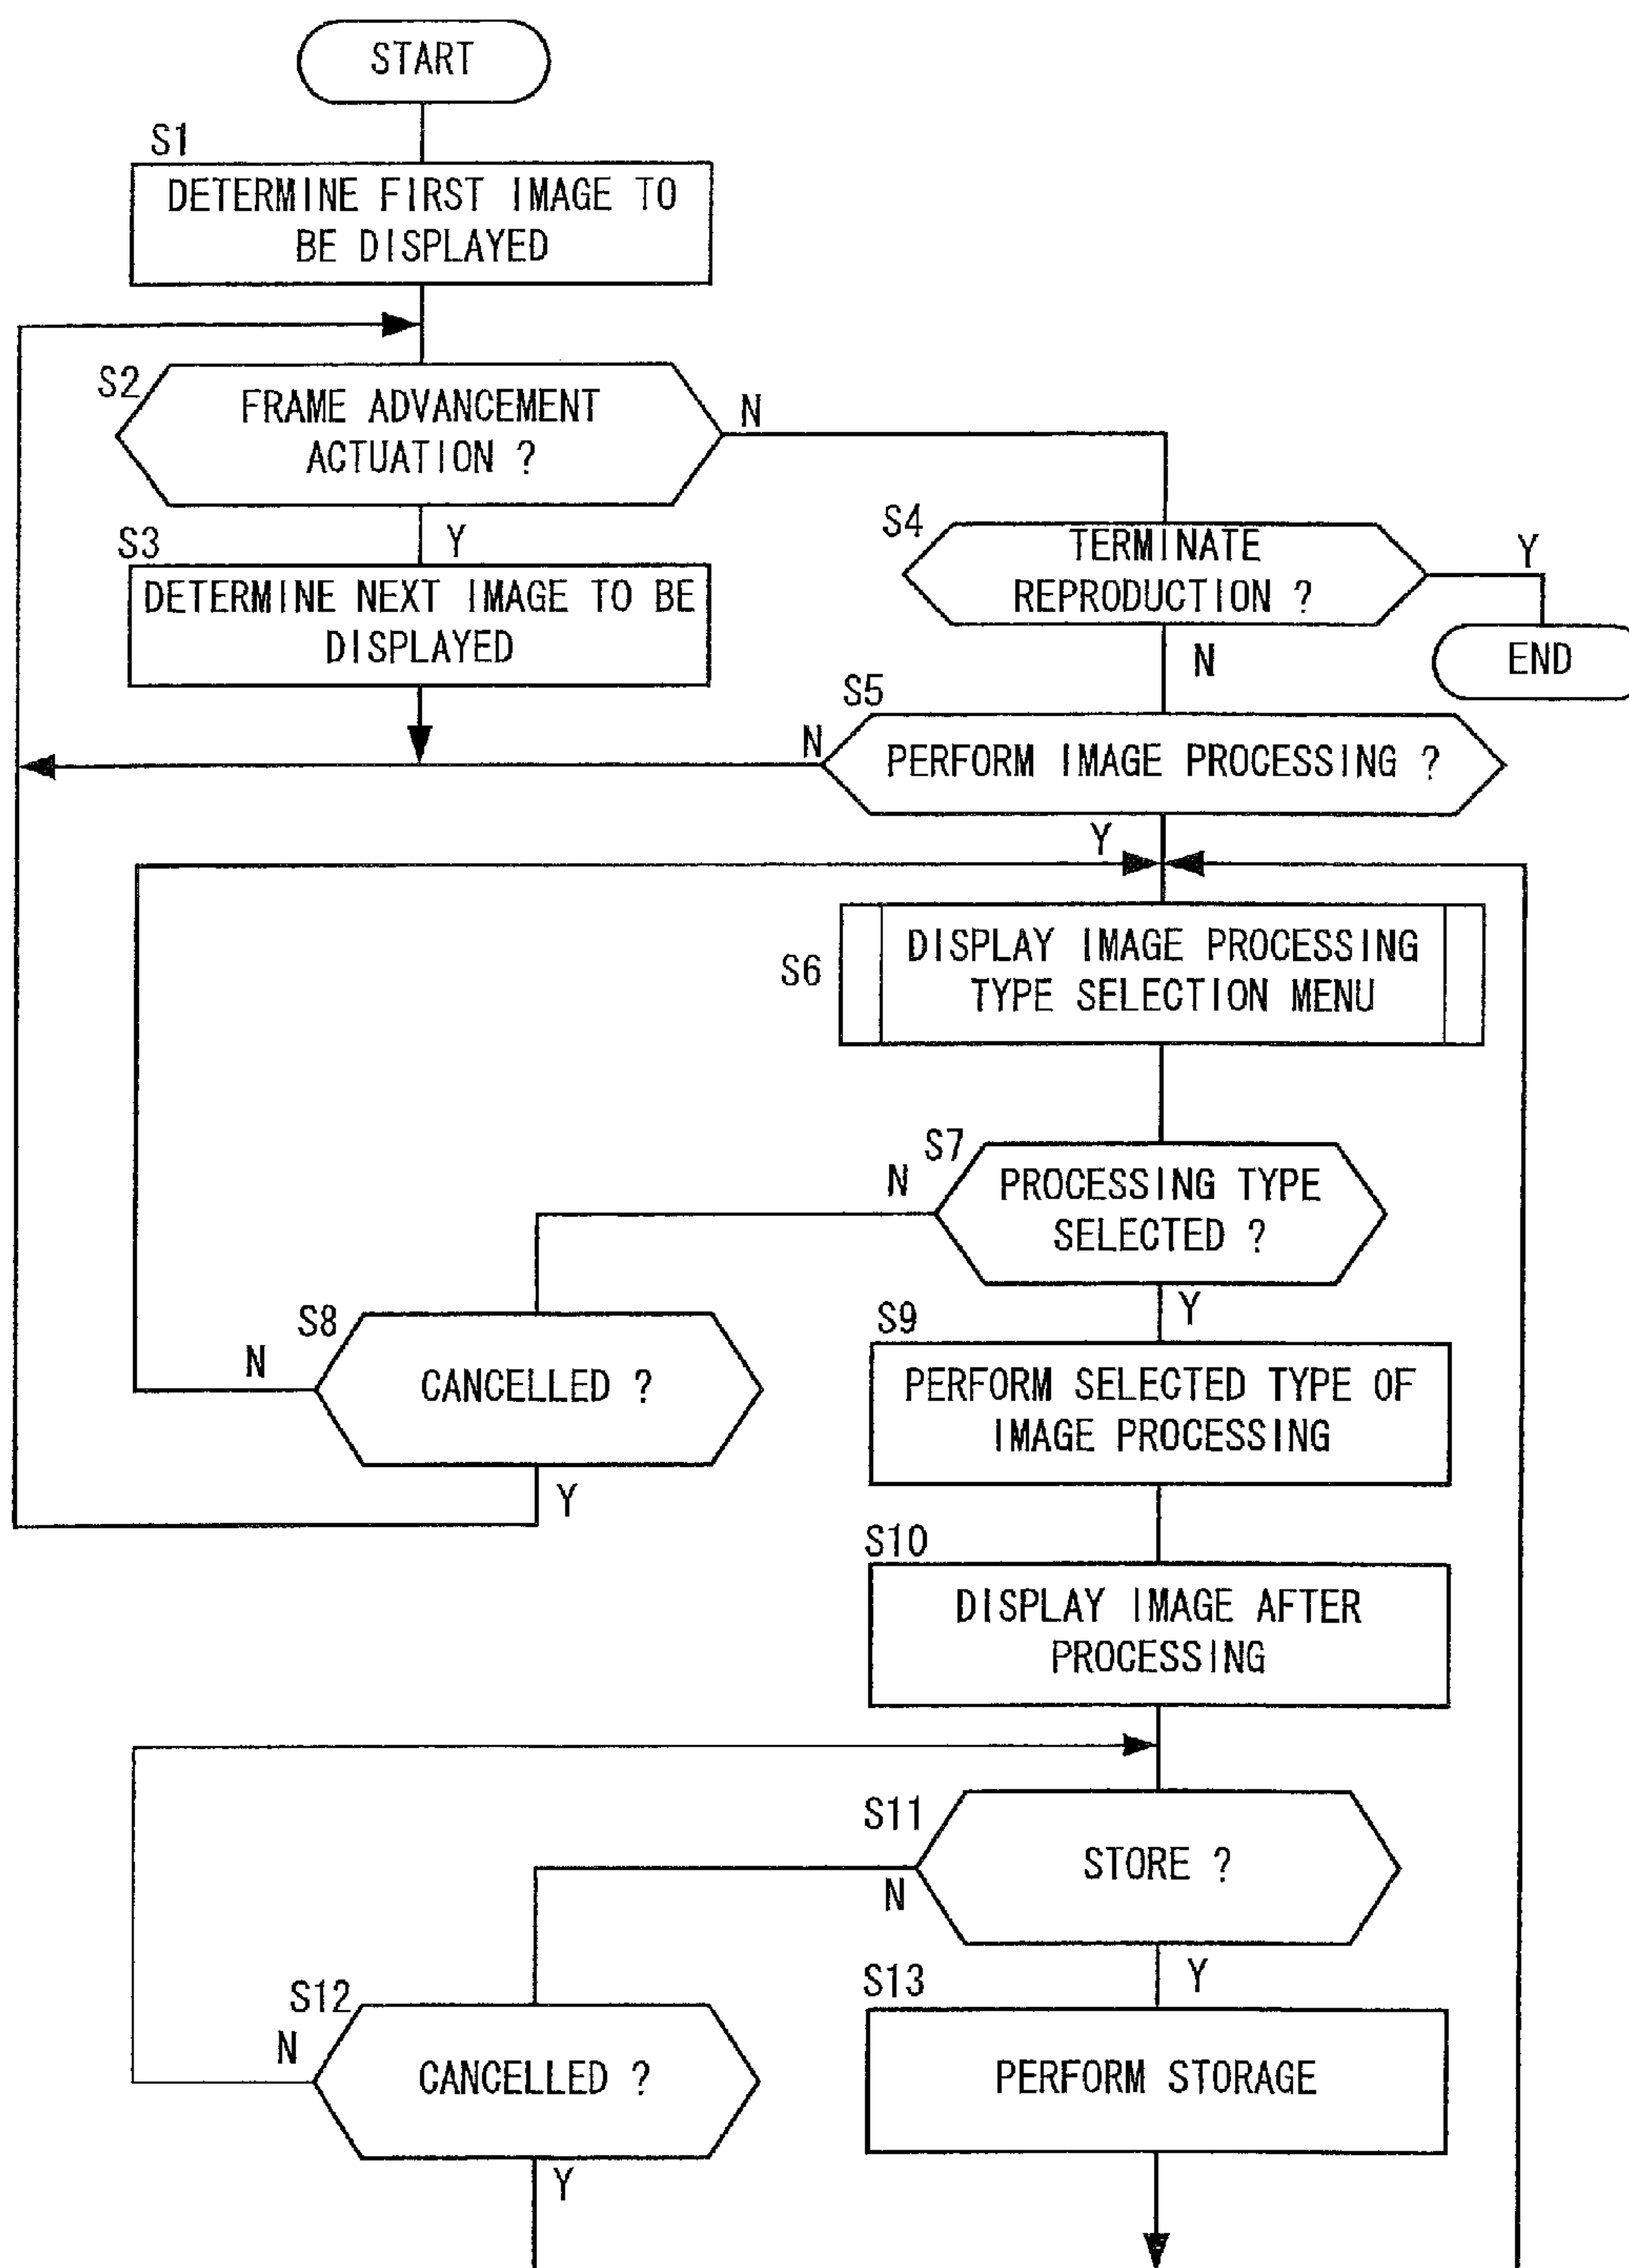 START
S1
DETERMINE FIRST IMAGE TO
BE DISPLAYED
S2
FRAME ADVANCEMENT
ACTUATION ?
N
Y
S3
DETERMINE NEXT IMAGE TO BE
DISPLAYED
S4
TERMINATE
REPRODUCTION ?
Y
END
N
S5
N
PERFORM IMAGE PROCESSING ?
Y
S6
DISPLAY IMAGE PROCESSING
TYPE SELECTION MENU
S7
N
PROCESSING TYPE
SELECTED ?
Y
S8
N
CANCELLED ?
Y
S9
PERFORM SELECTED TYPE OF
IMAGE PROCESSING
S10
DISPLAY IMAGE AFTER
PROCESSING
S11
STORE ?
N
Y
S12
N
CANCELLED ?
Y
S13
PERFORM STORAGE